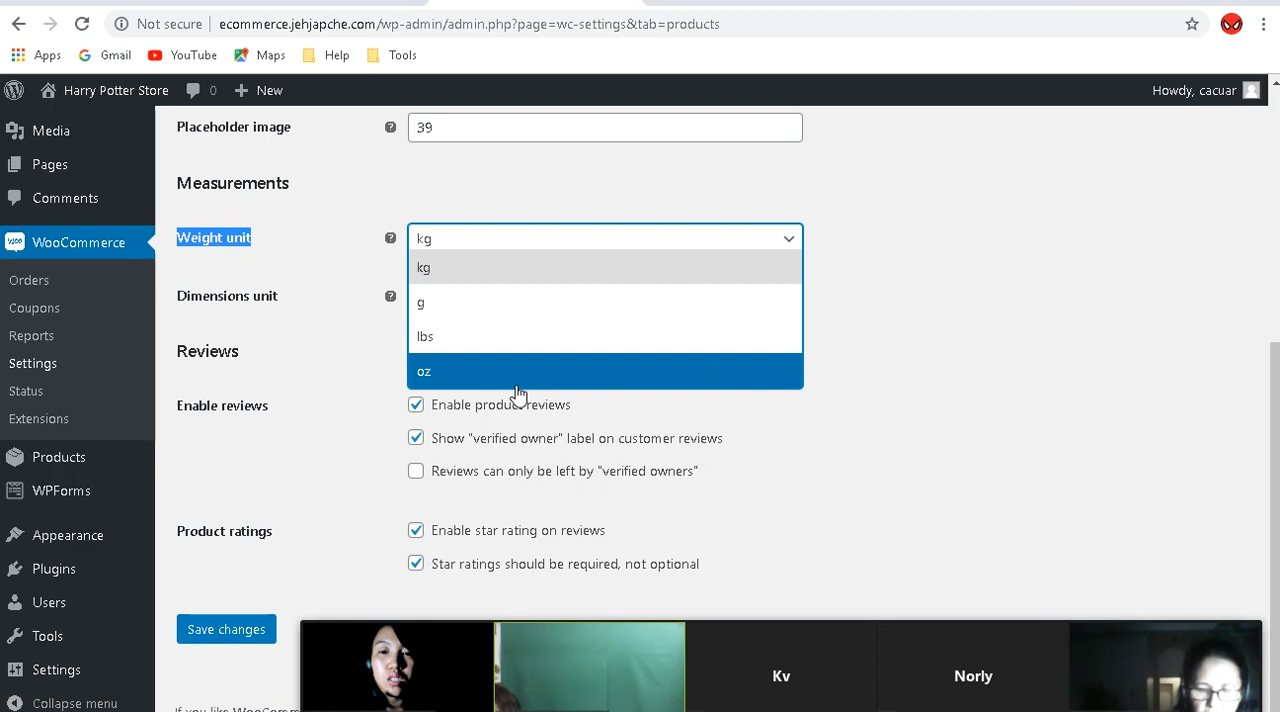 Not secure
ecommerce.jehjapche.com/wp-admin/admin.php?page=wc-settings&tab=products
Apps
Gmail
YouTube
Maps
Help
Tools
Harry Potter Store
0
New
Howdy, cacuar
Media
Pages
Comments
WooCommerce
Orders
Coupons
Reports
Settings
Status
Extensions
Products
WPForms
Appearance
Plugins
Users
Tools
Settings
Collapse menu
Placeholder image
39
Measurements
Weight unit
kg
kg
g
lbs
oz
Dimensions unit
Reviews
Enable reviews
Enable product reviews
Show "verified owner" label on customer reviews
Reviews can only be left by "verified owners"
Product ratings
Enable star rating on reviews
Star ratings should be required, not optional
Save changes
Kv
Norly
If you like